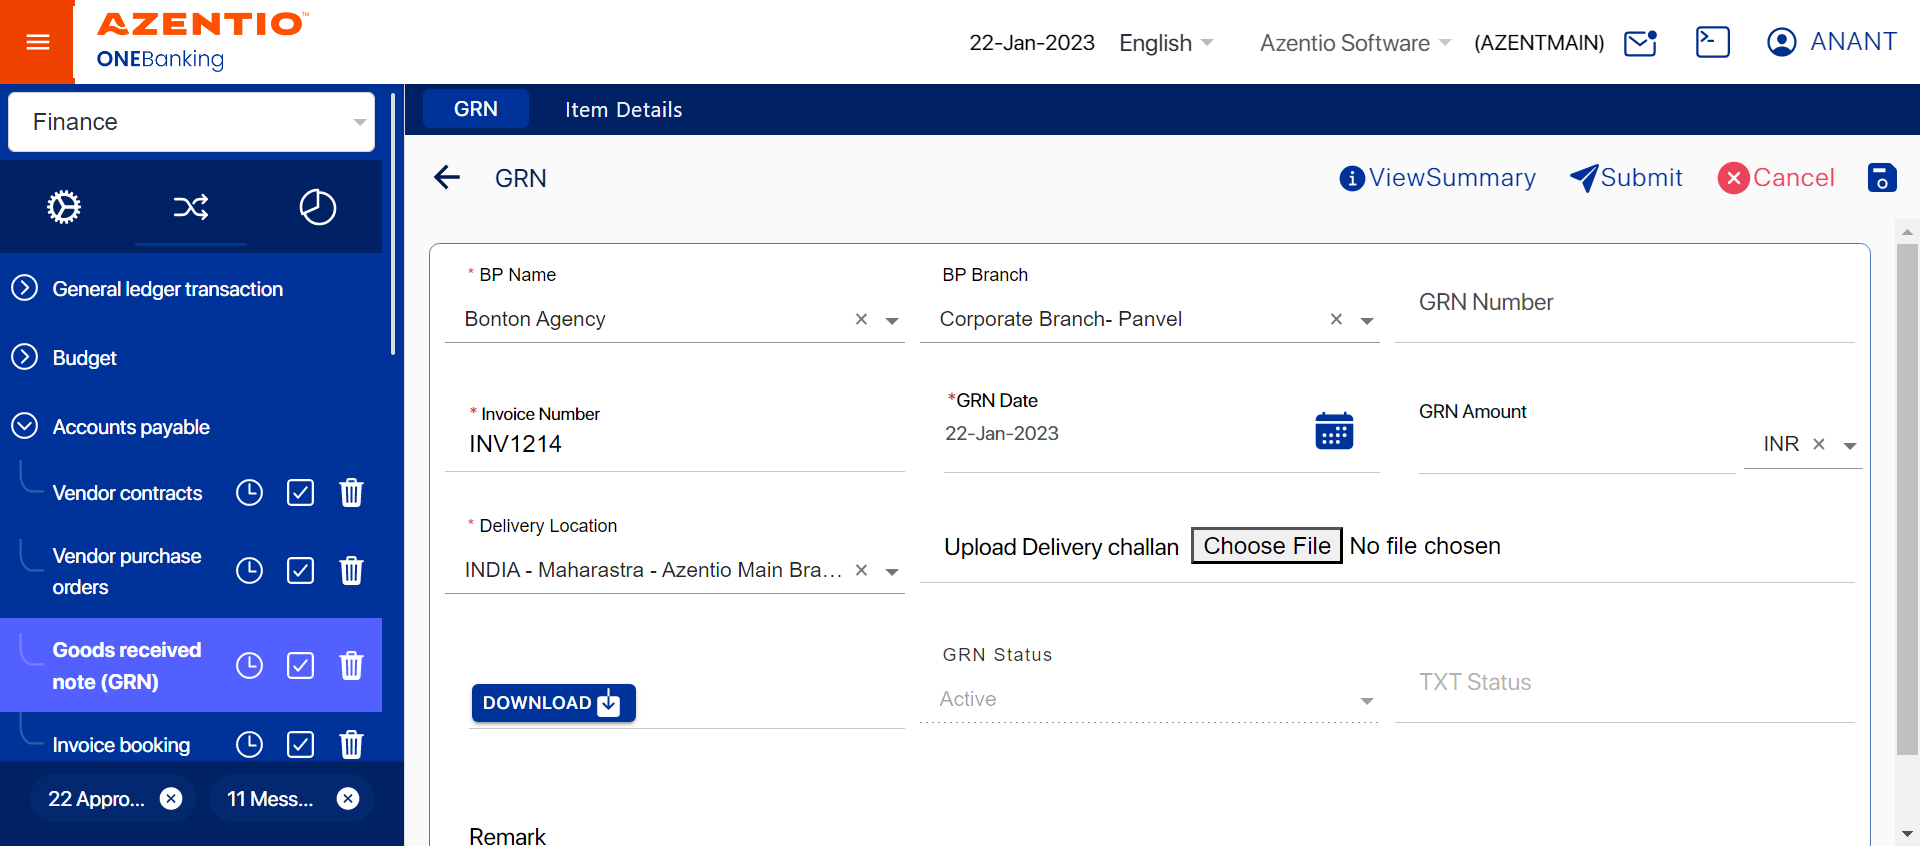 AZENTIO™
ONEBanking
22-Jan-2023
English
Azentio Software
(AZENTMAIN)
ANANT
Finance
GRN
Item Details
GRN
ViewSummary
Submit
Cancel
General ledger transaction
Budget
Accounts payable
Vendor contracts
Vendor purchase
orders
Goods received
note (GRN)
Invoice booking
22 Appro...
11 Mess...
* BP Name
Bonton Agency
BP Branch
Corporate Branch- Panvel
GRN Number
* Invoice Number
INV1214
*GRN Date
22-Jan-2023
GRN Amount
INR
* Delivery Location
INDIA - Maharastra - Azentio Main Bra...
Upload Delivery challan
Choose File
No file chosen
DOWNLOAD
GRN Status
Active
TXT Status
Remark